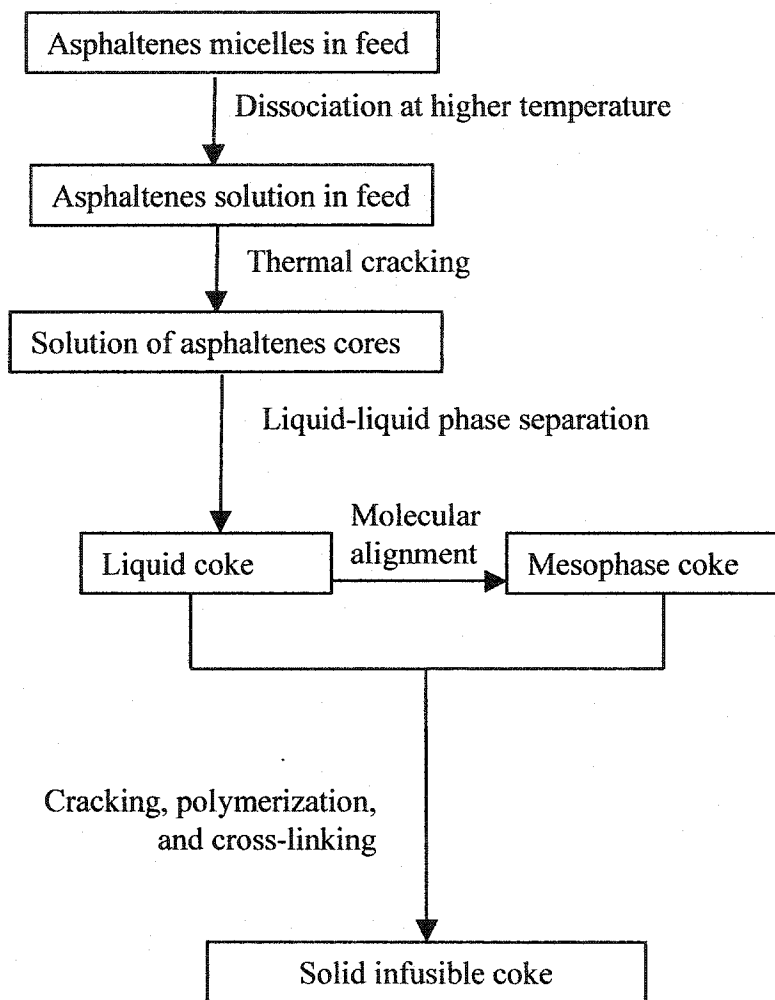 Asphaltenes micelles in feed
Dissociation at higher temperature
Asphaltenes solution in feed
Thermal cracking
Solution of asphaltenes cores
Liquid-liquid phase separation
Molecular
alignment
Liquid coke
Mesophase coke
Cracking, polymerization,
and cross-linking
Solid infusible coke